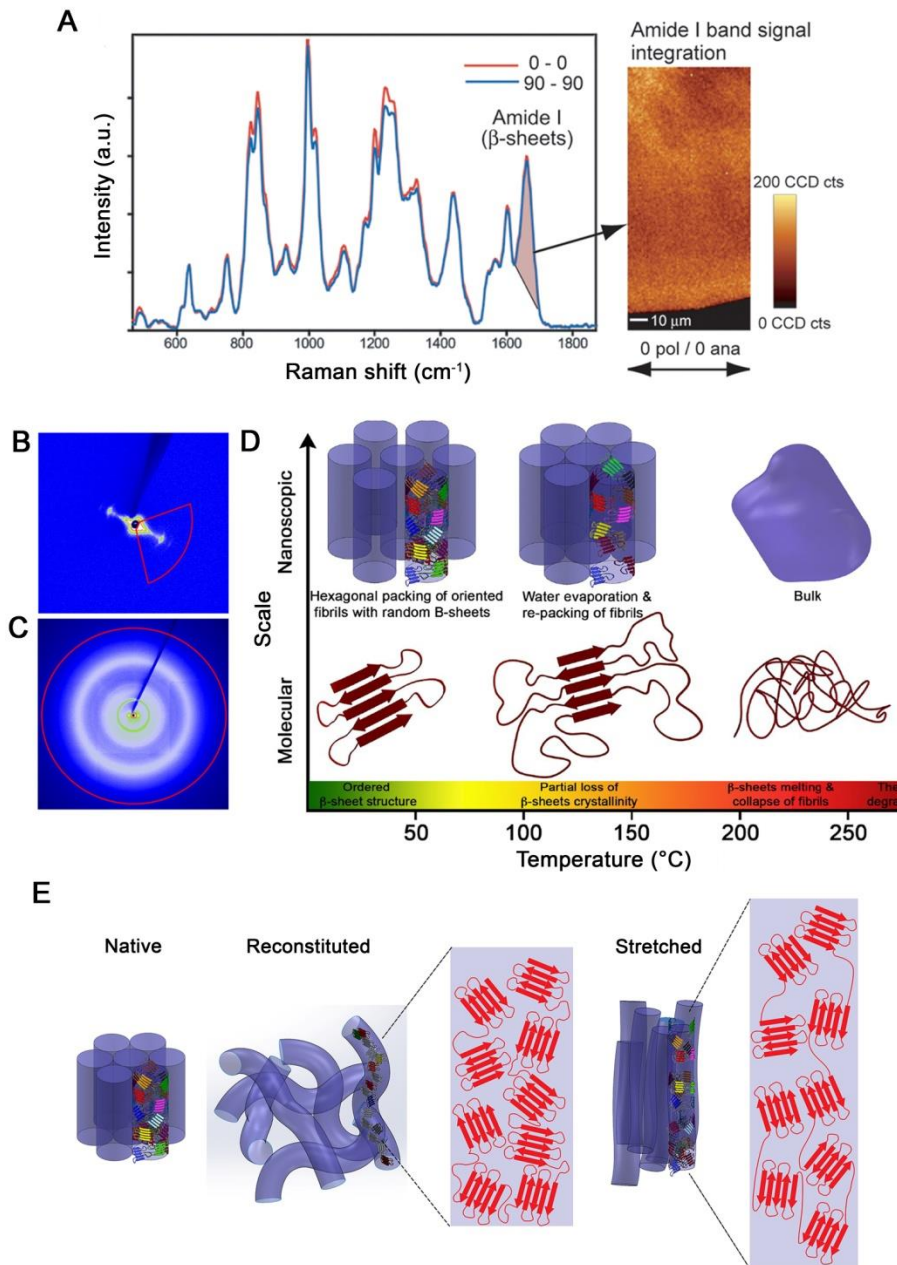 A
Amide I band signal
integration
0 - 0
90 - 90
Amide I
(β-sheets)
Intensity (a.u.)
200 CCD cts
0 CCD cts
10 µm
600 800 1000 1200 1400 1600 1800
Raman shift (cm-1)
0 pol / 0 ana
B
C
D
Scale
Nanoscopic
Molecular
Hexagonal packing of oriented
fibrils with random B-sheets
Water evaporation &
re-packing of fibrils
Bulk
Ordered
β-sheet structure
Partial loss of
β-sheets crystallinity
β-sheets melting &
collapse of fibrils
The
degra
50 100 150 200 250
Temperature (°C)
E
Native
Reconstituted
Stretched